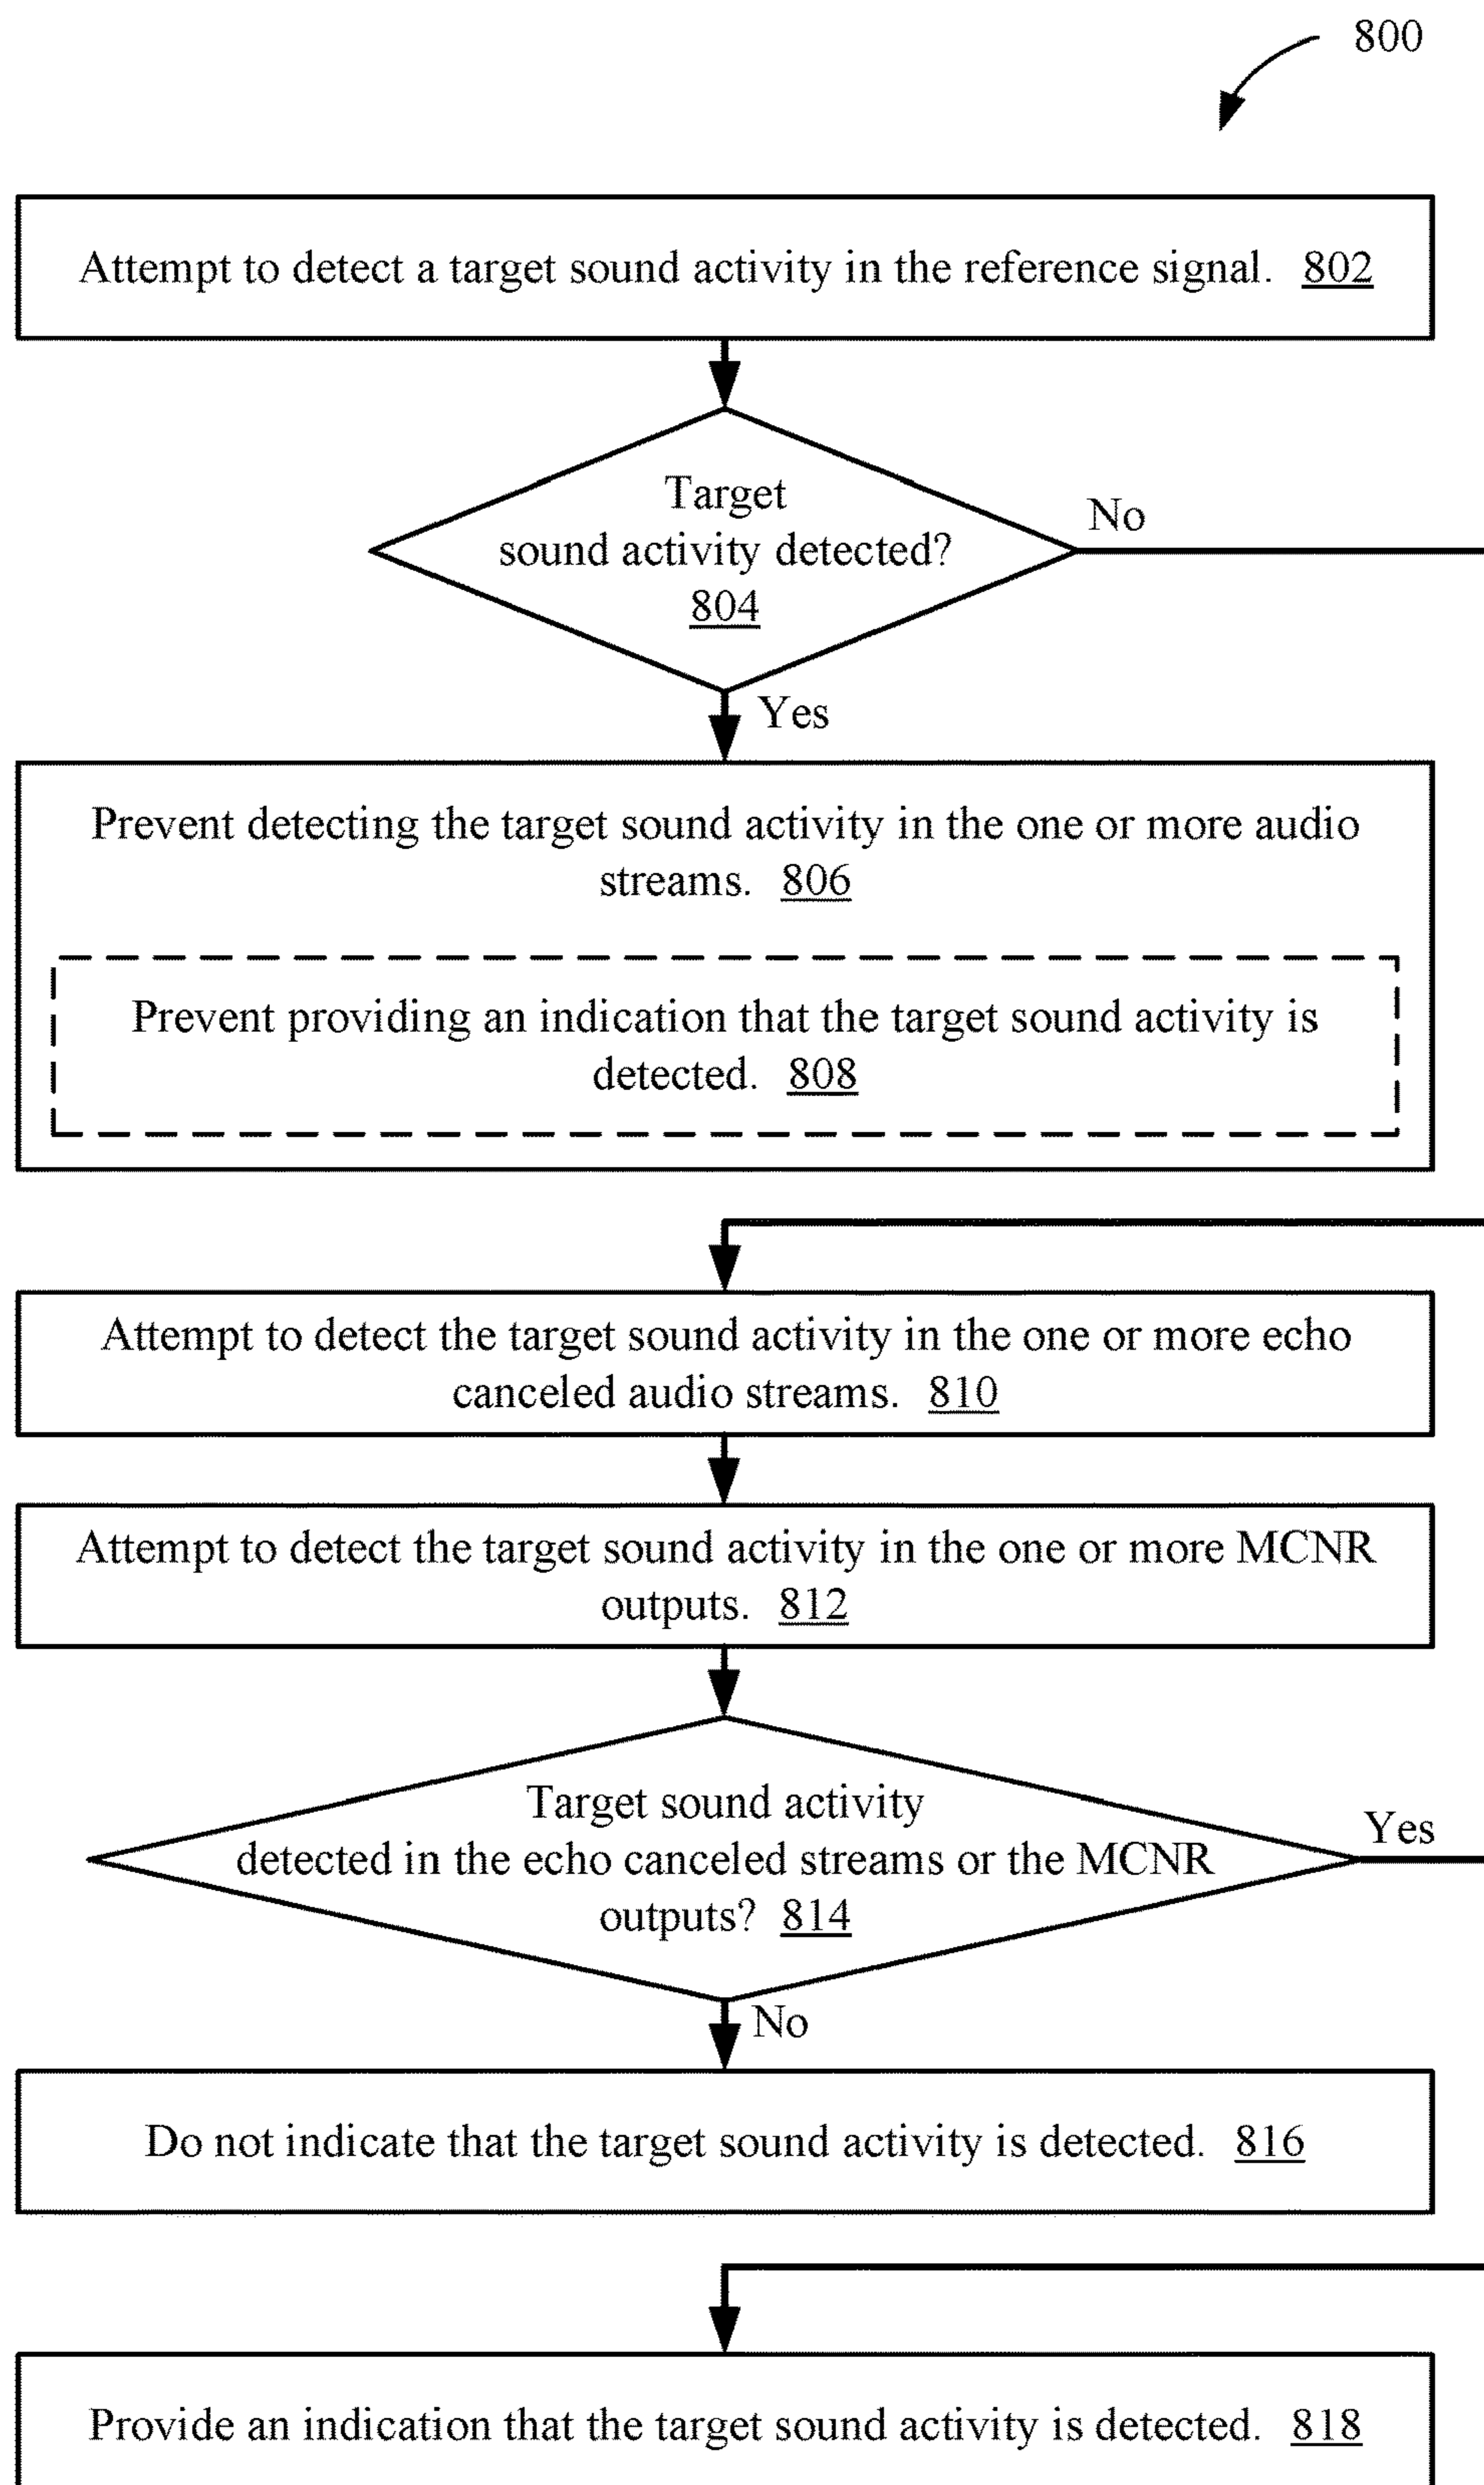 800
Attempt to detect a target sound activity in the reference signal. 802
Target
sound activity detected?
804
No
Yes
Prevent detecting the target sound activity in the one or more audio
streams. 806
Prevent providing an indication that the target sound activity is
detected. 808
Attempt to detect the target sound activity in the one or more echo
canceled audio streams. 810
Attempt to detect the target sound activity in the one or more MCNR
outputs. 812
Target sound activity
detected in the echo canceled streams or the MCNR
outputs? 814
Yes
No
Do not indicate that the target sound activity is detected. 816
Provide an indication that the target sound activity is detected. 818